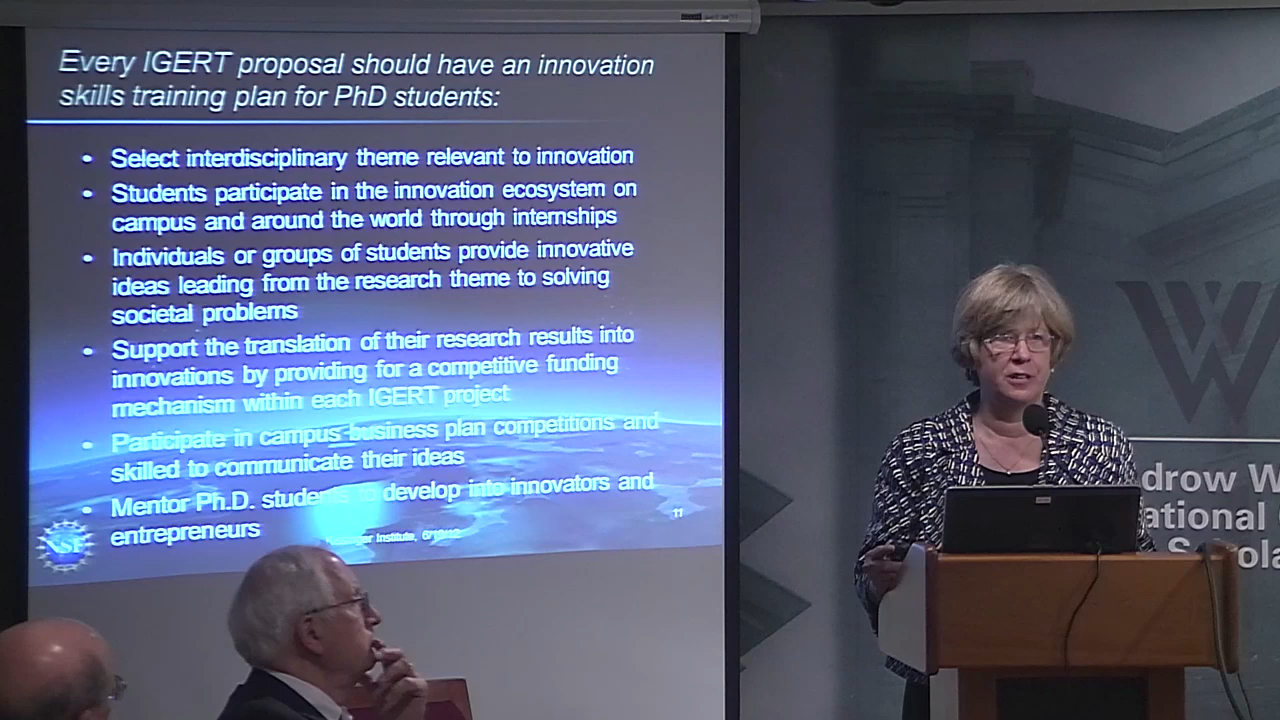 Every IGERT proposal should have an innovation
skills training plan for PhD students:
• Select interdisciplinary theme relevant to innovation
• Students participate in the innovation ecosystem on
campus and around the world through internships
• Individuals or groups of students provide innovative
ideas leading from the research theme to solving
societal problems
• Support the translation of their research results into
innovations by providing for a competitive funding
mechanism within each IGERT project
• Participate in campus business plan competitions and
skilled to communicate their ideas
• Mentor Ph.D. students to develop into innovators and
entrepreneurs
11
Institute,
NSF
W
drow W
ational
Schola